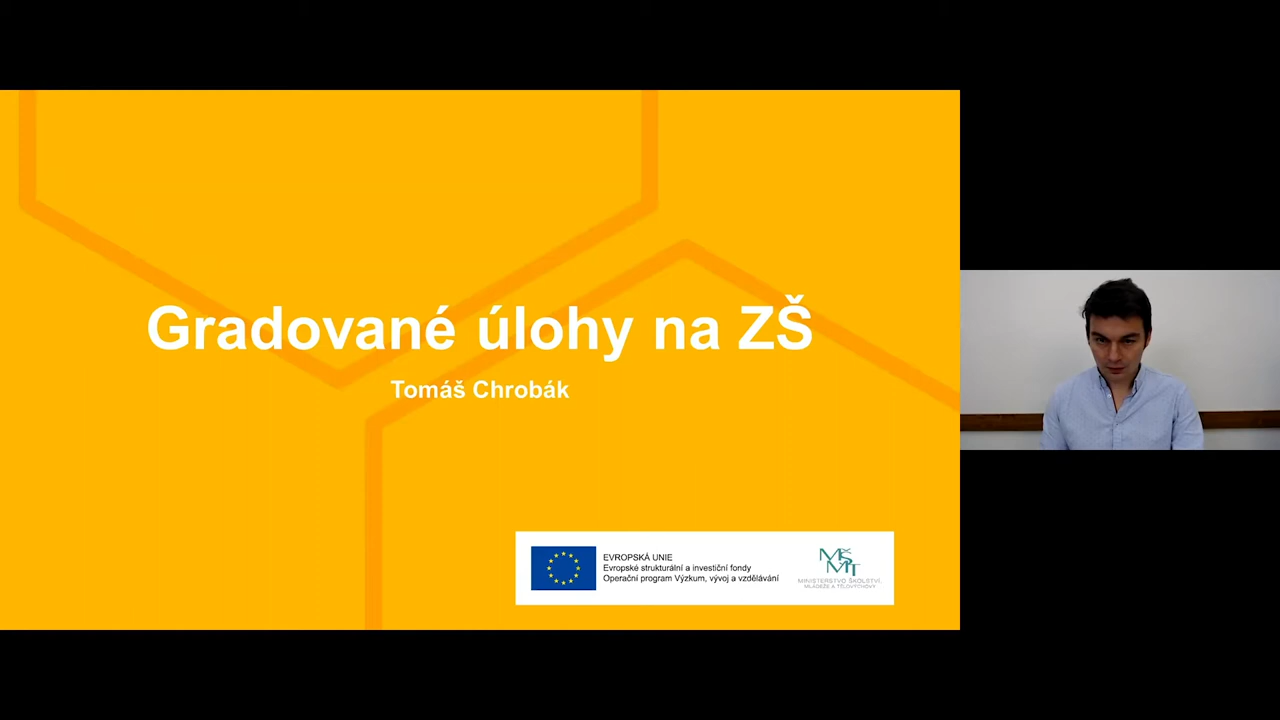 Gradované úlohy na ZŠ
Tomáš Chrobák
EVROPSKÁ UNIE
Evropské strukturální a investiční fondy
Operační program Výzkum, vývoj a vzdělávání
MŠMT
MINISTERSTVO ŠKOLSTVÍ,
MLÁDEŽE A TĚLOVÝCHOVY